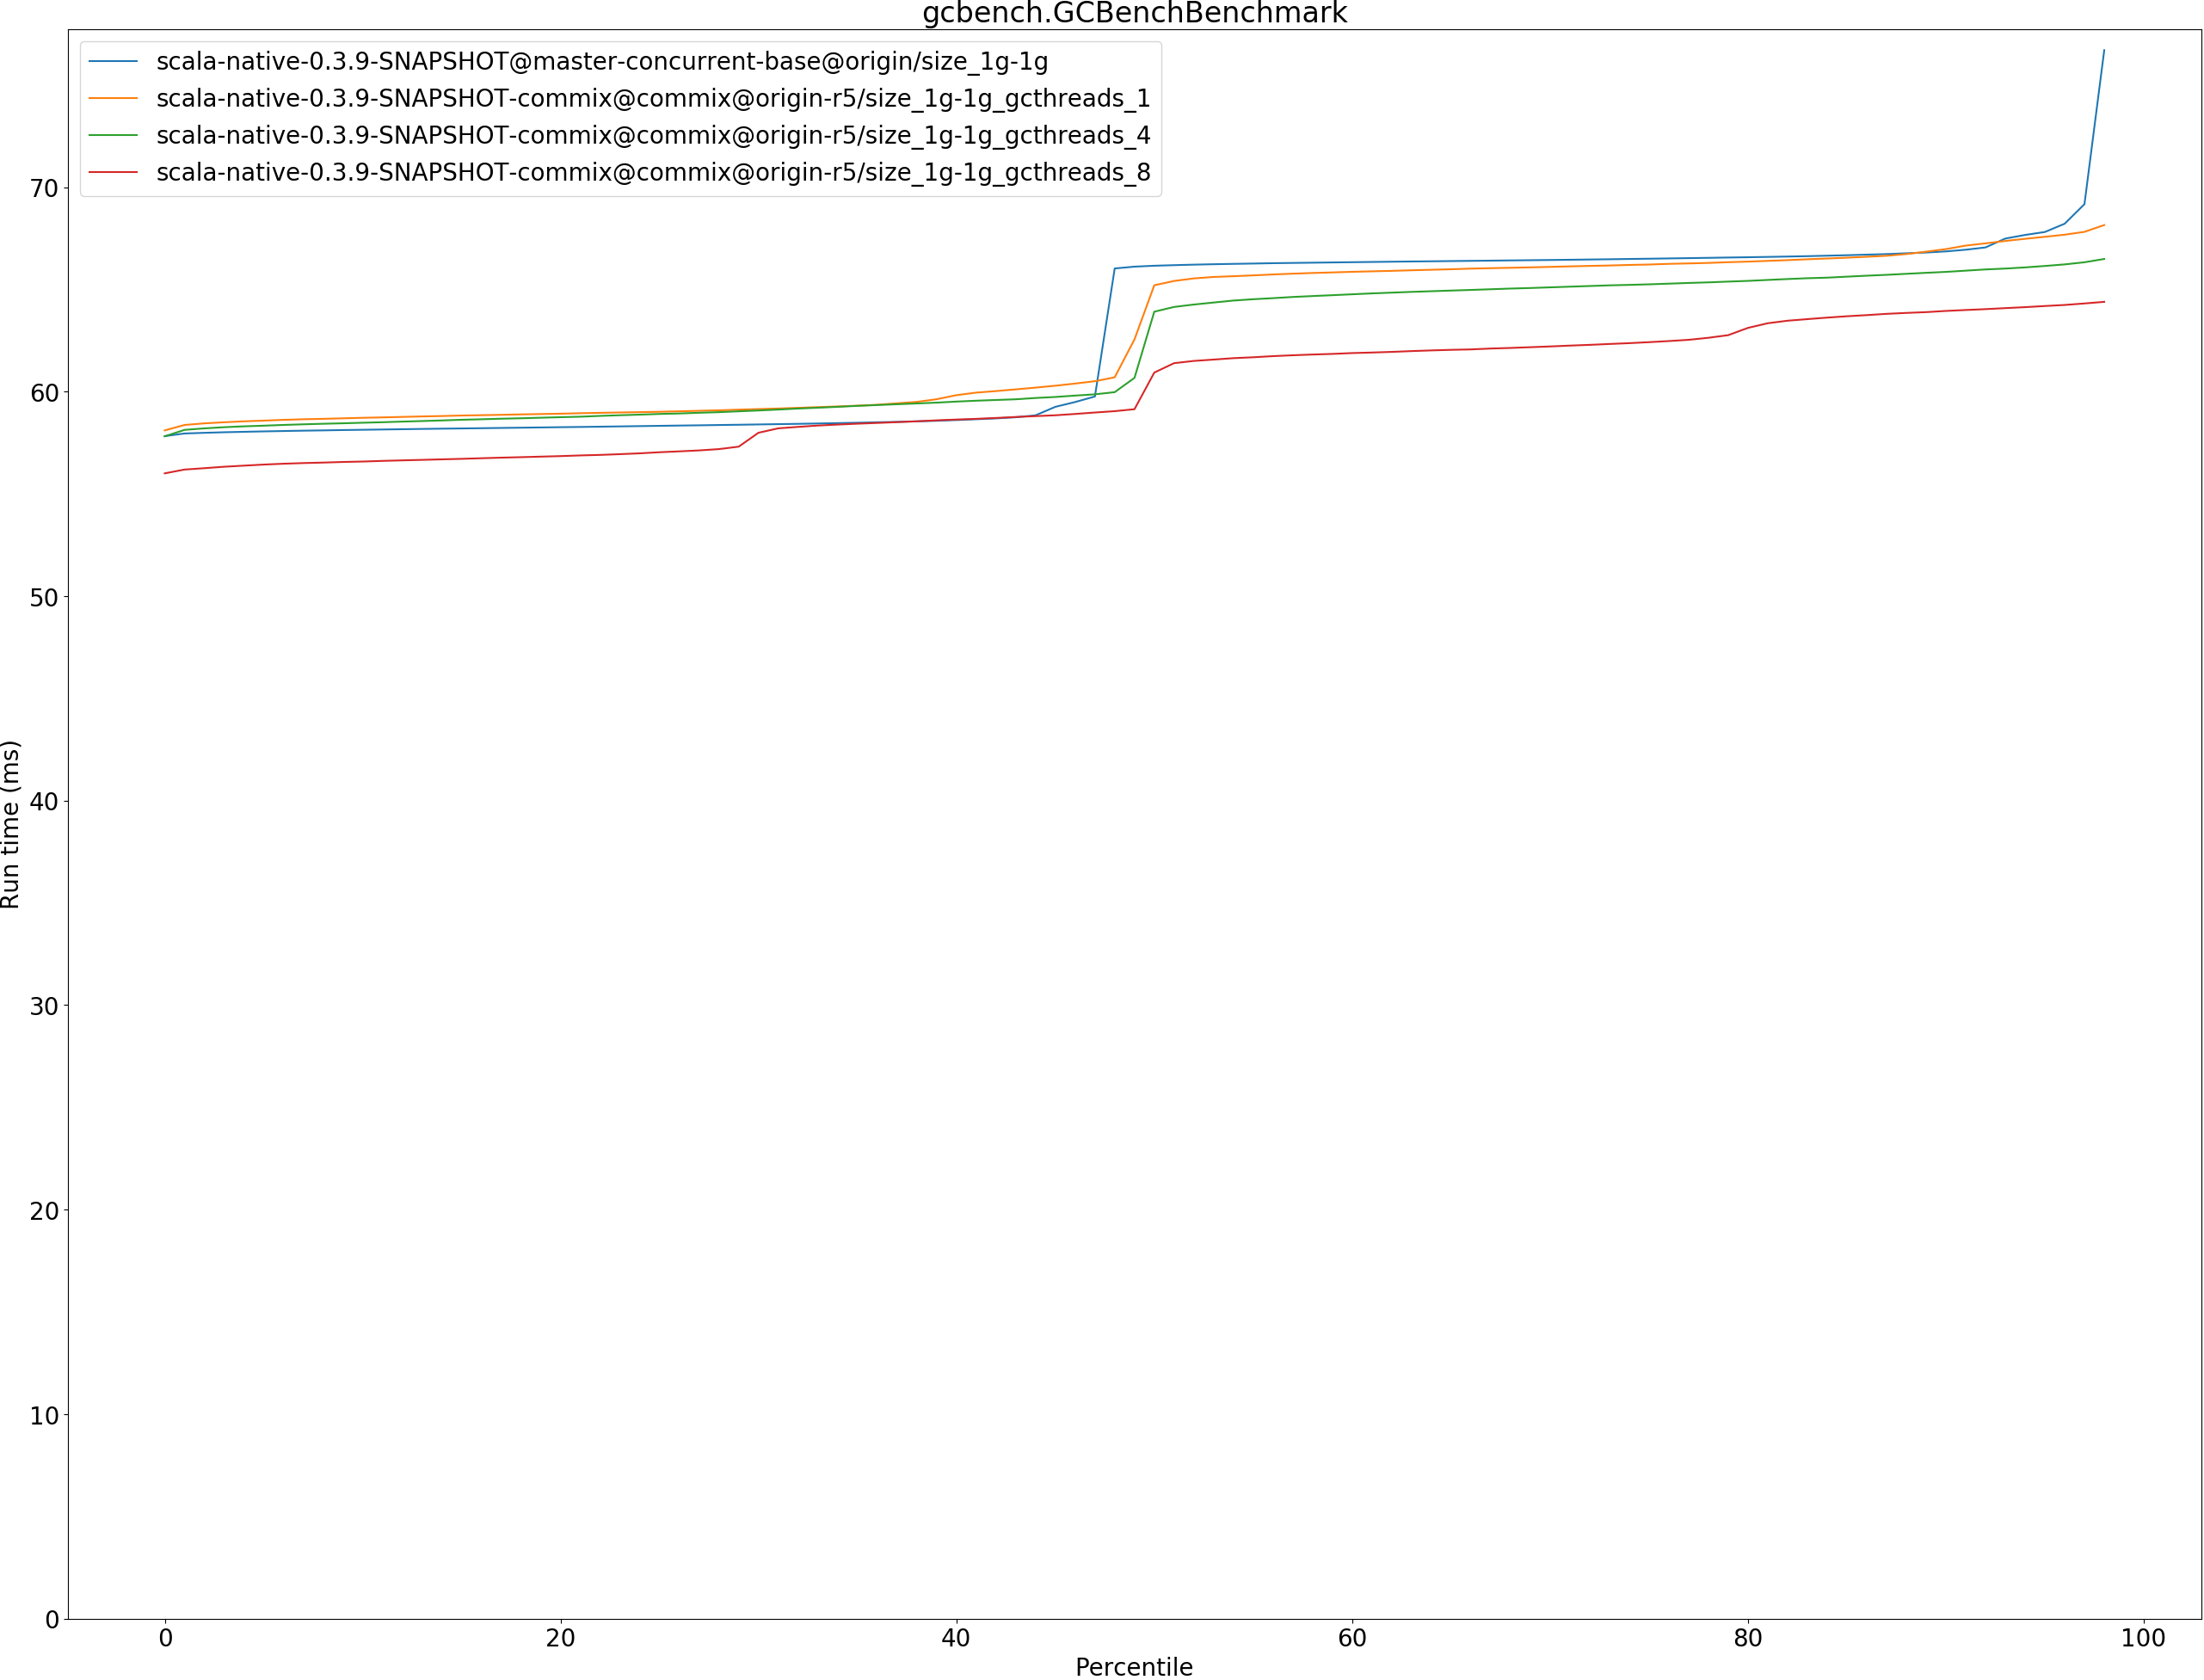 gcbench.GCBenchBenchmark
scala-native-0.3.9-SNAPSHOT@master-concurrent-base@origin/size_1g-1g
scala-native-0.3.9-SNAPSHOT-commix@commix@origin-r5/size_1g-1g_gcthreads_1
scala-native-0.3.9-SNAPSHOT-commix@commix@origin-r5/size_1g-1g_gcthreads_4
scala-native-0.3.9-SNAPSHOT-commix@commix@origin-r5/size_1g-1g_gcthreads_8
70
60
50
40
30
20
10
0
Run time (ms)
0 20 40 60 80 100
Percentile